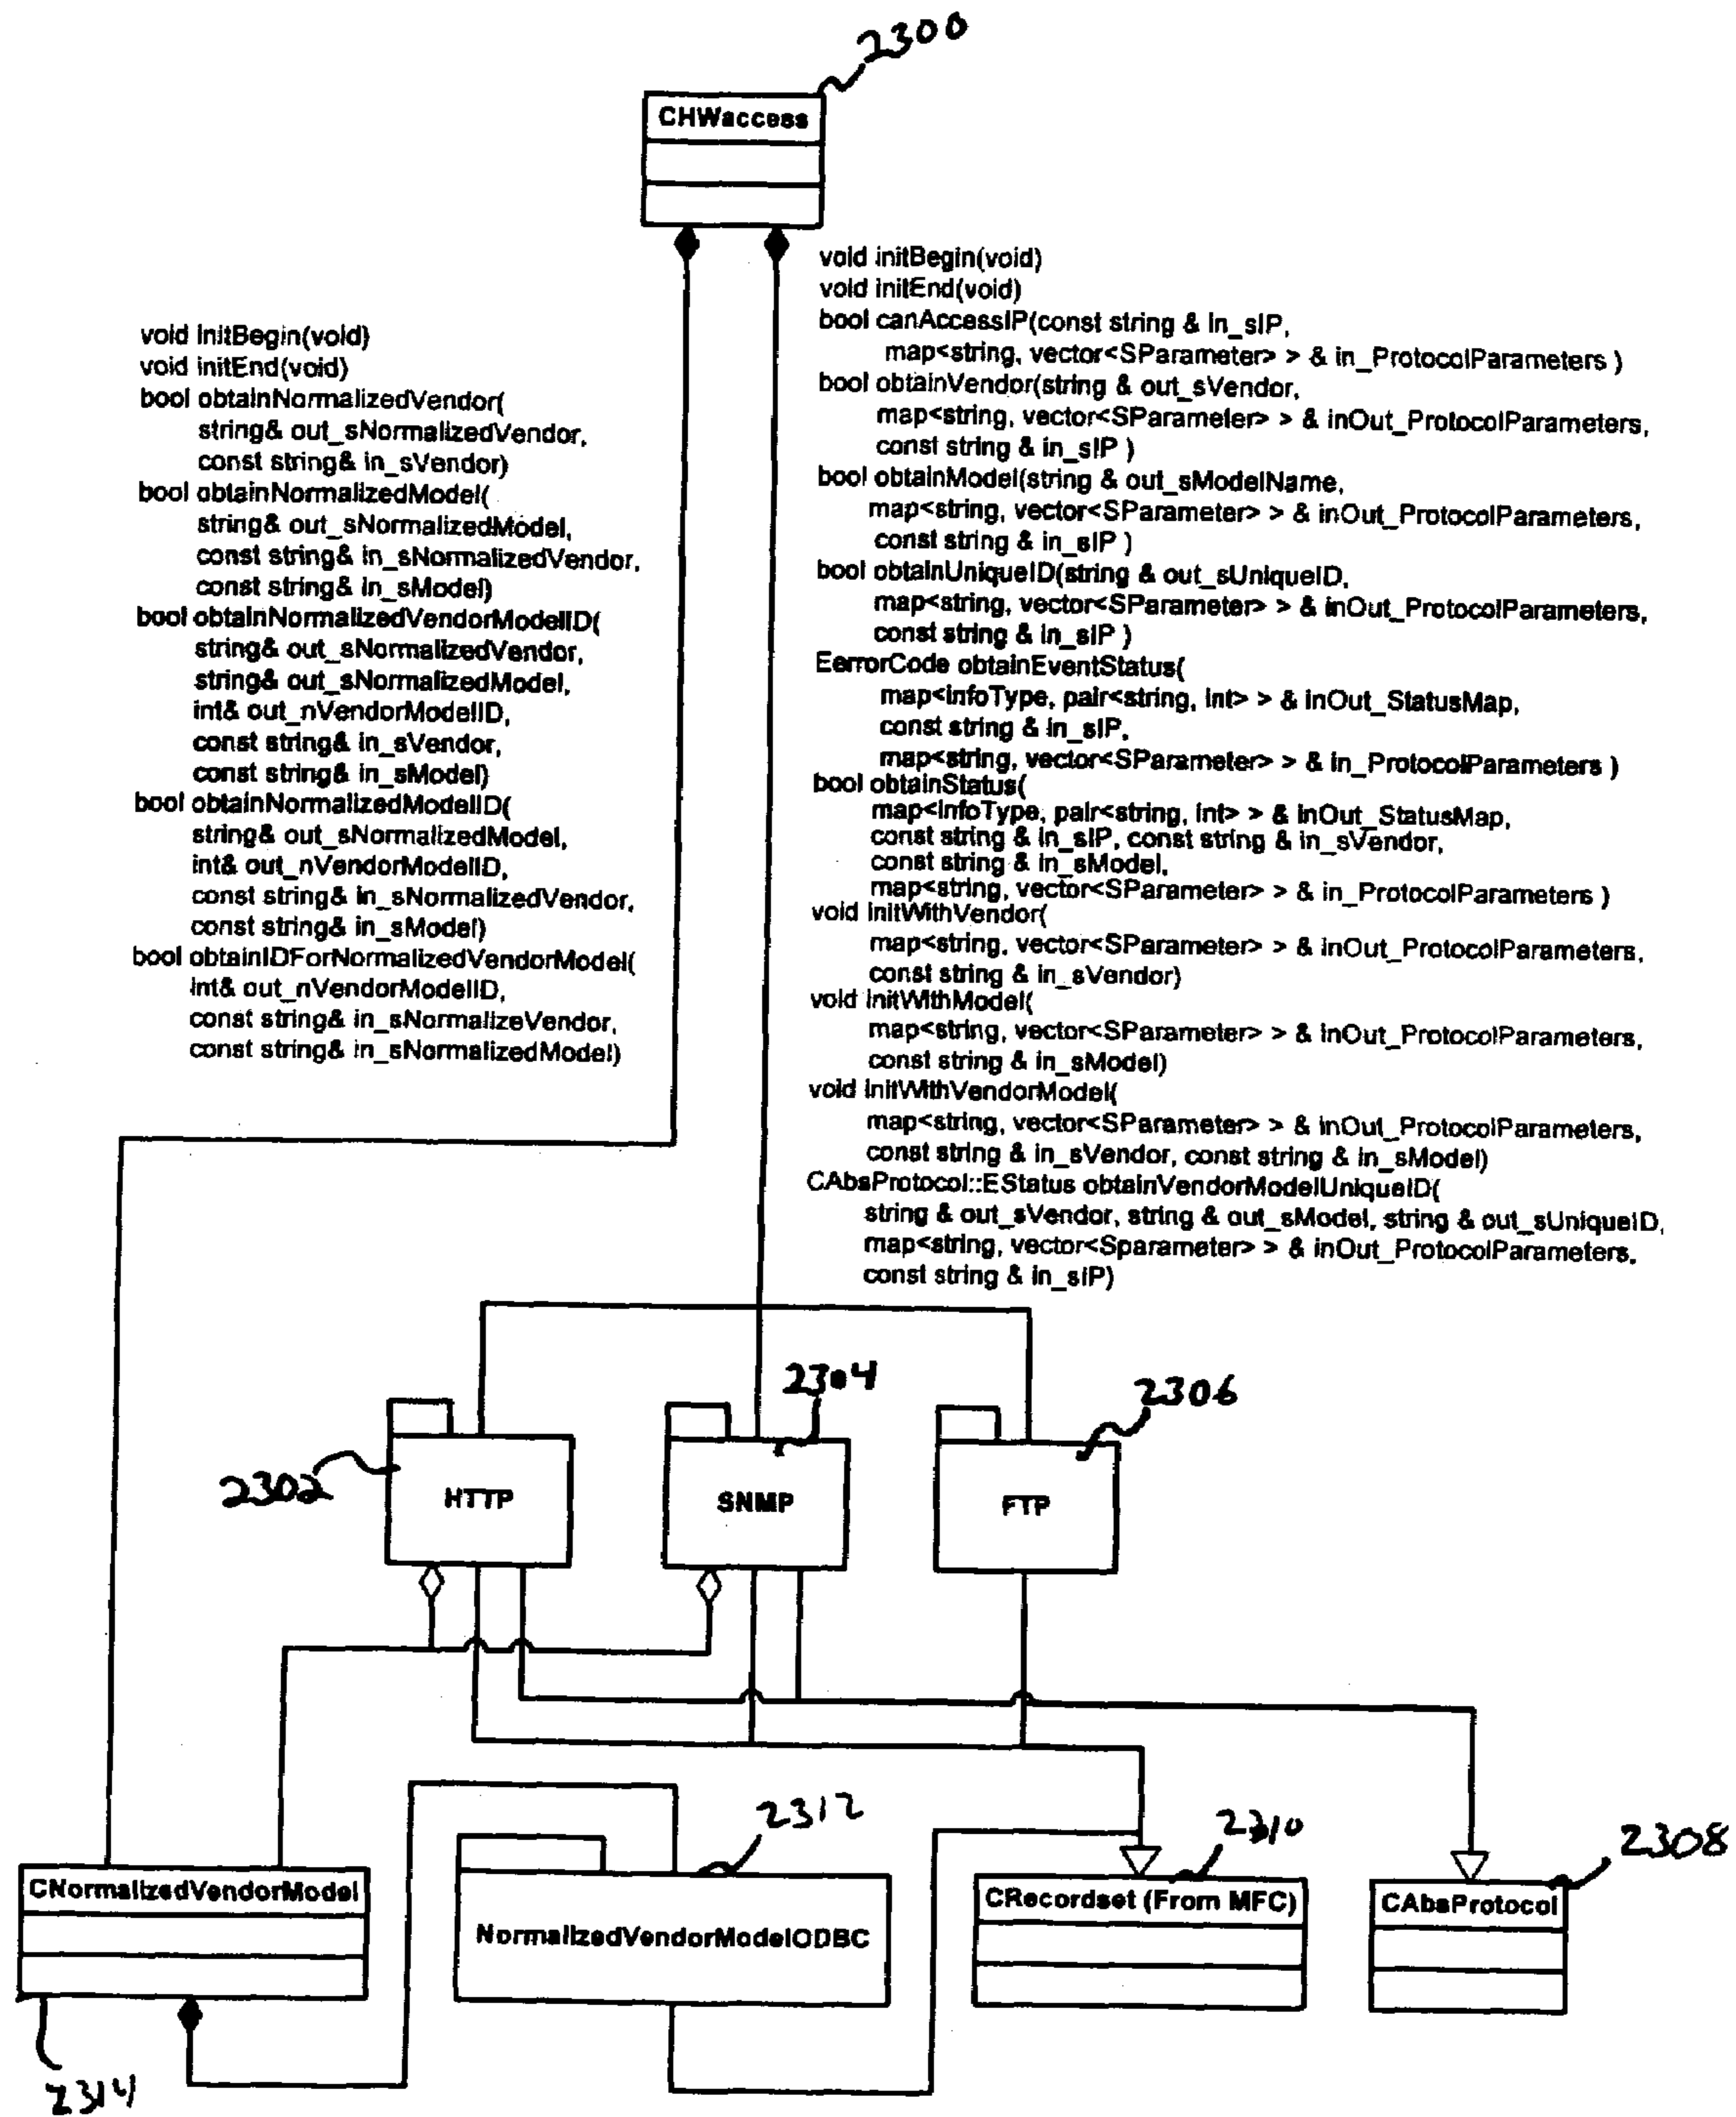 2300
CHWaccess
void initBegin(void)
void initEnd(void)
bool obtainNormalizedVendor(
string& out_sNormalizedVendor,
const string& in_sVendor)
bool obtainNormalizedModel(
string& out_sNormalizedModel,
const string& in_sNormalizedVendor,
const string& in_sModel)
bool obtainNormalizedVendorModelID(
string& out_sNormalizedVendor,
string& out_sNormalizedModel,
int& out_nVendorModelID,
const string& in_sVendor,
const string& in_sModel)
bool obtainNormalizedModelID(
string& out_sNormalizedModel,
int& out_nVendorModelID,
const string& in_sNormalizedVendor,
const string& in_sModel)
bool obtainIDForNormalizedVendorModel(
int& out_nVendorModelID,
const string& in_sNormalizeVendor,
const string& in_sNormalizedModel)
void initBegin(void)
void initEnd(void)
bool canAccessIP(const string & in_sIP,
map<string, vector<SParameter> > & in_ProtocolParameters )
bool obtainVendor(string & out_sVendor,
map<string, vector<SParameter> > & inOut_ProtocolParameters,
const string & in_sIP )
bool obtainModel(string & out_sModelName,
map<string, vector<SParameter> > & inOut_ProtocolParameters,
const string & in_sIP )
bool obtainUniqueID(string & out_sUniqueID,
map<string, vector<SParameter> > & inOut_ProtocolParameters,
const string & in_sIP )
EerrorCode obtainEventStatus(
map<infoType, pair<string, int> > & inOut_StatusMap,
const string & in_sIP,
map<string, vector<SParameter> > & in_ProtocolParameters )
bool obtainStatus(
map<infoType, pair<string, int> > & inOut_StatusMap,
const string & in_sIP, const string & in_sVendor,
const string & in_sModel,
map<string, vector<SParameter> > & in_ProtocolParameters )
void initWithVendor(
map<string, vector<SParameter> > & inOut_ProtocolParameters,
const string & in_sVendor)
void initWithModel(
map<string, vector<SParameter> > & inOut_ProtocolParameters,
const string & in_sModel)
void initWithVendorModel(
map<string, vector<SParameter> > & inOut_ProtocolParameters,
const string & in_sVendor, const string & in_sModel)
CAbsProtocol::EStatus obtainVendorModelUniqueID(
string & out_sVendor, string & out_sModel, string & out_sUniqueID,
map<string, vector<Sparameter> > & inOut_ProtocolParameters,
const string & in_sIP)
2302
HTTP
2304
SNMP
2306
FTP
2312
2310
2308
CNormalizedVendorModel
NormalizedVendorModelODBC
CRecordset (From MFC)
CAbsProtocol
2314